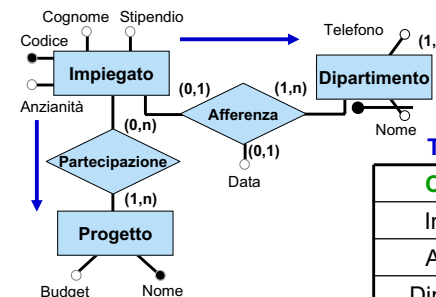 Cognome Stipendio
Codice
Telefono
(1,
Impiegato
(0,1)
(1,n)
Dipartimento
Anzianità
Afferenza
(0,n)
Nome
(0,1)
Partecipazione
Data
(1,n)
Progetto
Budget
Nome